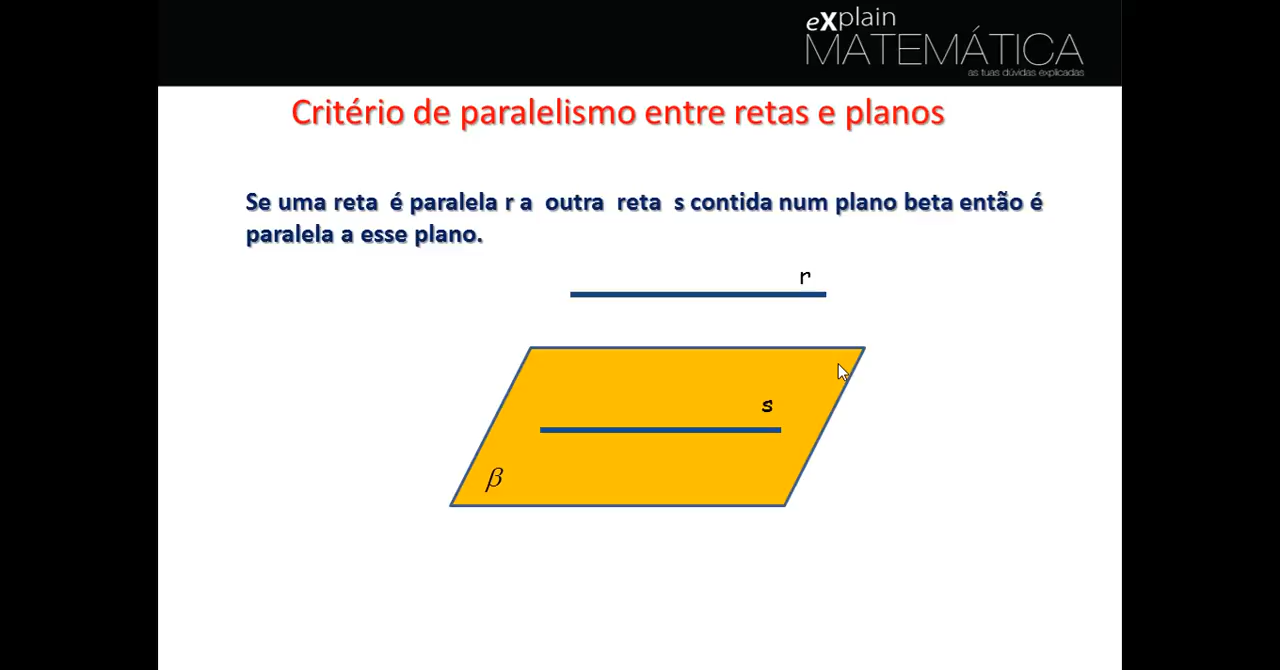 eXplain
MATEMÁTICA
as tuas dúvidas explicadas
Critério de paralelismo entre retas e planos
Se uma reta é paralela r a outra reta s contida num plano beta então é
paralela a esse plano.
r
s
β